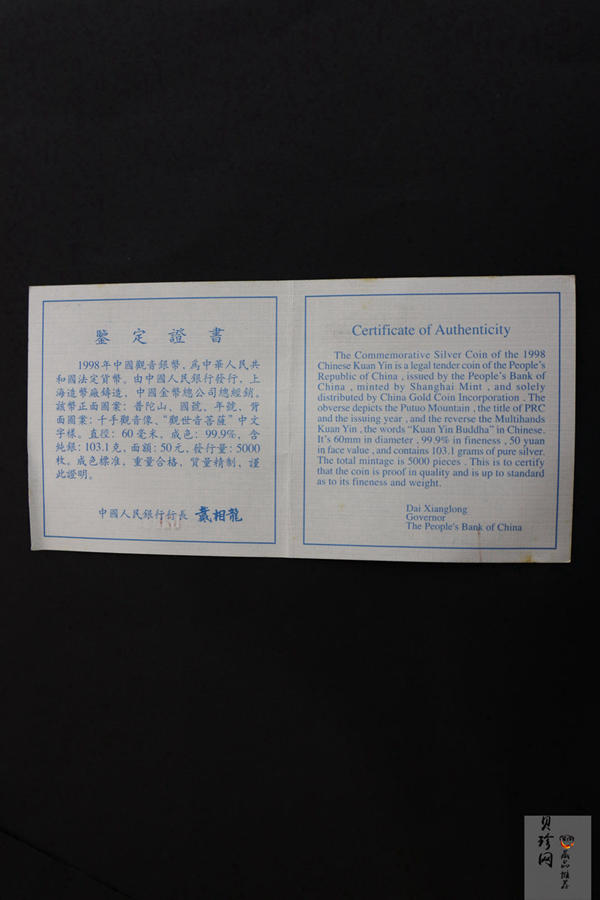 鑒定證書
1998年中國觀音銀幣，爲中華人民共
和國法定貨幣，由中國人民銀行發行，上
海造幣廠鑄造，中國金幣總公司總經銷。
該幣正面圖案：普陀山、國號、年號，背
面圖案：千手觀音像、“觀世音菩薩”中文
字樣。直徑：60毫米，成色：99.9%，含
純銀：103.1克，面額：50元，發行量：5000
枚。成色標准，重量合格，質量精制，謹
此證明。
中國人民銀行行長 戴相龍
Certificate of Authenticity
The Commemorative Silver Coin of the 1998
Chinese Kuan Yin is a legal tender coin of the People's
Republic of China , issued by the People's Bank of
China , minted by Shanghai Mint , and solely
distributed by China Gold Coin Incorporation . The
obverse depicts the Putuo Mountain , the title of PRC
and the issuing year , and the reverse the Multihands
Kuan Yin , the words "Kuan Yin Buddha" in Chinese.
It's 60mm in diameter , 99.9% in fineness , 50 yuan
in face value , and contains 103.1 grams of pure silver.
The total mintage is 5000 pieces . This is to certify
that the coin is proof in quality and is up to standard
as to its fineness and weight.
Dai Xianglong
Governor
The People's Bank of China
貝珍网
藏品推荐